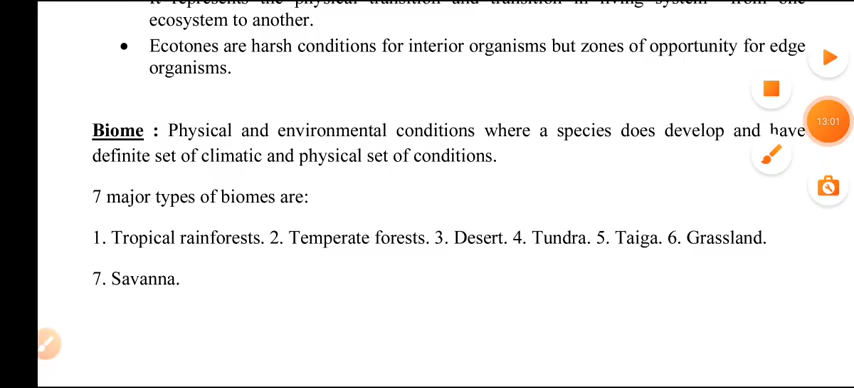 ecosystem to another.
• Ecotones are harsh conditions for interior organisms but zones of opportunity for edge
organisms.
Biome : Physical and environmental conditions where a species does develop and have
definite set of climatic and physical set of conditions.
7 major types of biomes are:
1. Tropical rainforests. 2. Temperate forests. 3. Desert. 4. Tundra. 5. Taiga. 6. Grassland.
7. Savanna.
13:01